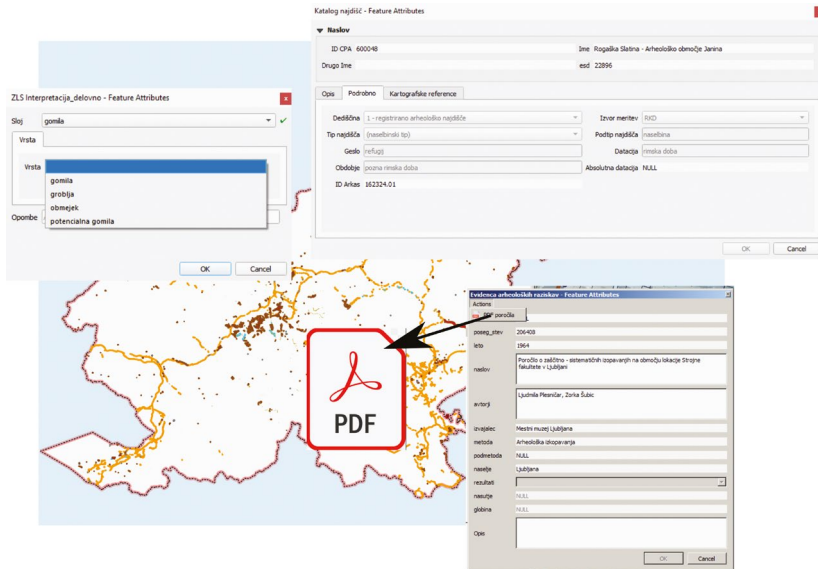 Katalog najdišč - Feature Attributes
Naslov
ID CPA 600048
Ime Rogaška Slatina - Arheološko območje Janina
Drugo Ime
esd 22896
Opis Podrobno Kartografske reference
Dediščina 1 - registrirano arheološko najdišče
Izvor meritev RKD
Tip najdišča (naselbinski tip)
Podtip najdišča naselbina
Geslo refugij
Datacija rimska doba
Obdobje pozna rimska doba
Absolutna datacija NULL
ID Arkas 162324.01
OK Cancel
ZLS Interpretacija_delovno - Feature Attributes
Sloj gomila
Vrsta
Vrsta
gomila
groblja
obmejek
potencialna gomila
Opombe
OK Cancel
PDF
Evidenca arheoloških raziskav - Feature Attributes
Actions
PDF poročila
poseg_stev 206408
leto 1964
naslov
Poročilo o zaščitno - sistematičnih izopavanjih na območju lokacije Strojne
fakultete v Ljubljani
avtorji
Ljudmila Plesničar, Zorka Šubic
izvajalec Mestni muzej Ljubljana
metoda Arheološka izkopavanja
podmetoda NULL
naselje Ljubljana
rezultati
nasutje NULL
globina NULL
Opis
OK Cancel